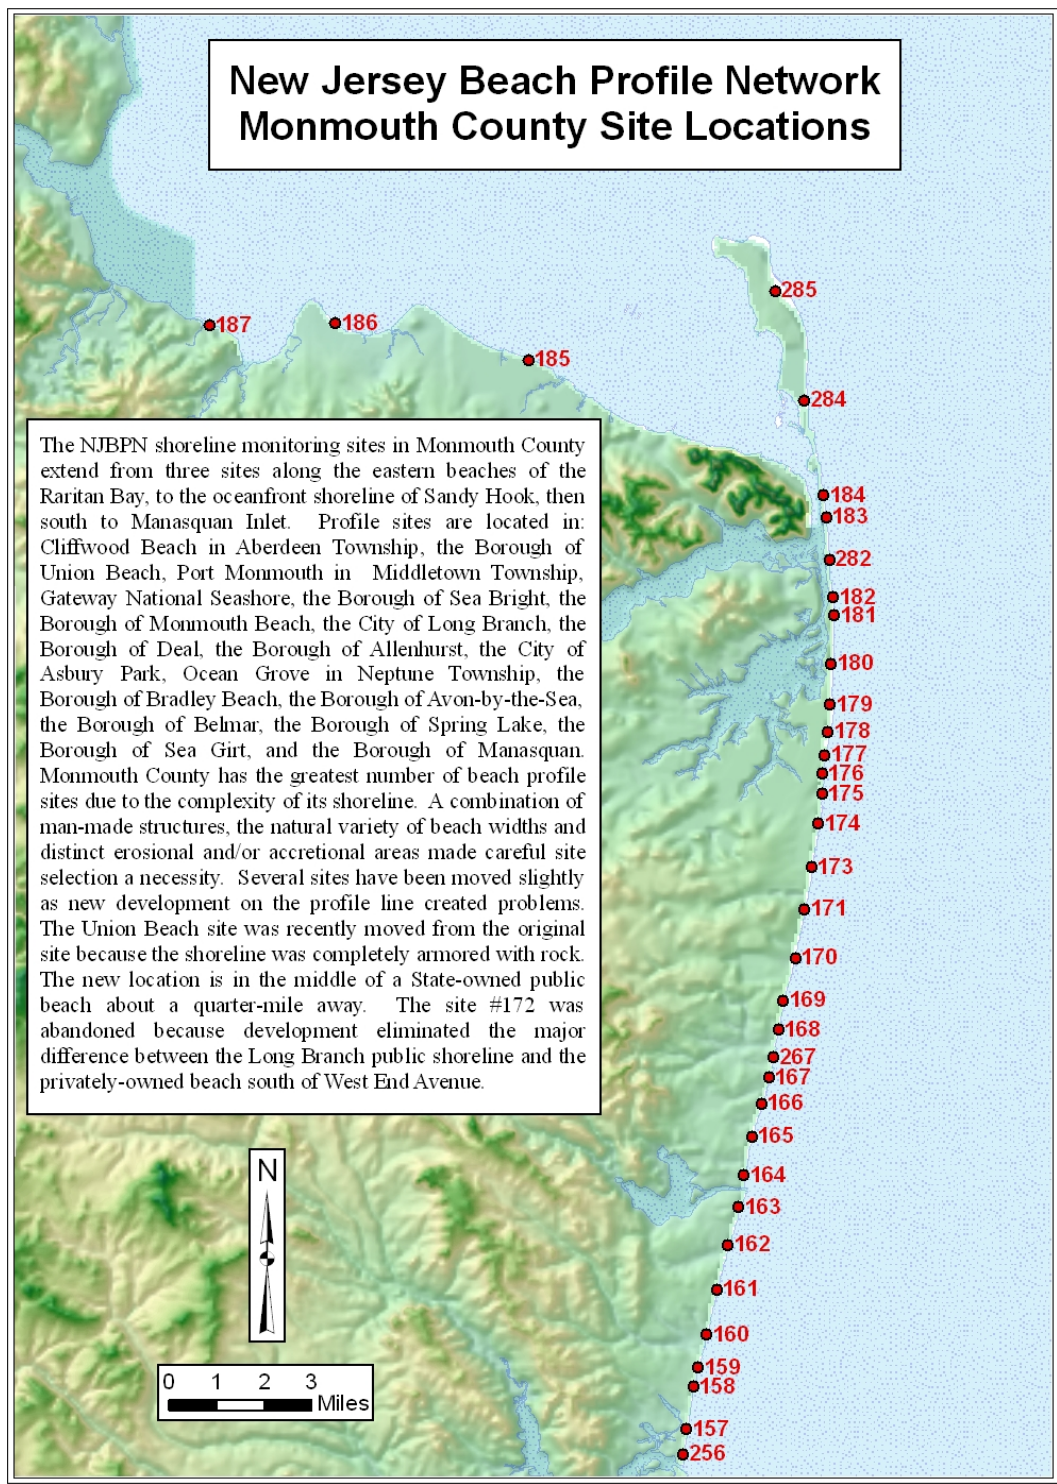 New Jersey Beach Profile Network
Monmouth County Site Locations
285
187
186
185
284
The NJBPN shoreline monitoring sites in Monmouth County
extend from three sites along the eastern beaches of the
Raritan Bay, to the oceanfront shoreline of Sandy Hook, then
south to Manasquan Inlet. Profile sites are located in:
Cliffwood Beach in Aberdeen Township, the Borough of
Union Beach, Port Monmouth in Middletown Township,
Gateway National Seashore, the Borough of Sea Bright, the
Borough of Monmouth Beach, the City of Long Branch, the
Borough of Deal, the Borough of Allenhurst, the City of
Asbury Park, Ocean Grove in Neptune Township, the
Borough of Bradley Beach, the Borough of Avon-by-the-Sea,
the Borough of Belmar, the Borough of Spring Lake, the
Borough of Sea Girt, and the Borough of Manasquan.
Monmouth County has the greatest number of beach profile
sites due to the complexity of its shoreline. A combination of
man-made structures, the natural variety of beach widths and
distinct erosional and/or accretional areas made careful site
selection a necessity. Several sites have been moved slightly
as new development on the profile line created problems.
The Union Beach site was recently moved from the original
site because the shoreline was completely armored with rock.
The new location is in the middle of a State-owned public
beach about a quarter-mile away. The site #172 was
abandoned because development eliminated the major
difference between the Long Branch public shoreline and the
privately-owned beach south of West End Avenue.
184
183
282
182
181
180
179
178
177
176
175
174
173
171
170
169
168
267
167
166
165
164
163
162
161
160
159
158
157
256
N
0 1 2 3
Miles